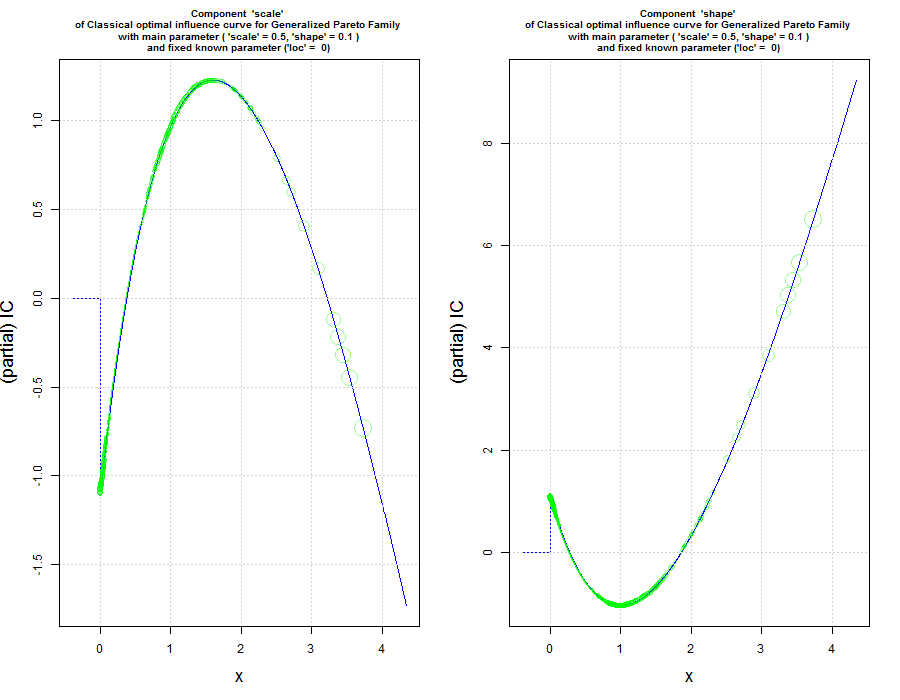 Component 'scale'
of Classical optimal influence curve for Generalized Pareto Family
with main parameter ( 'scale' = 0.5, 'shape' = 0.1 )
and fixed known parameter ('loc' = 0)
(partial) IC
1.0
0.5
0.0
-0.5
-1.0
-1.5
0 1 2 3 4
x
Component 'shape'
of Classical optimal influence curve for Generalized Pareto Family
with main parameter ( 'scale' = 0.5, 'shape' = 0.1 )
and fixed known parameter ('loc' = 0)
(partial) IC
8
6
4
2
0
0 1 2 3 4
x